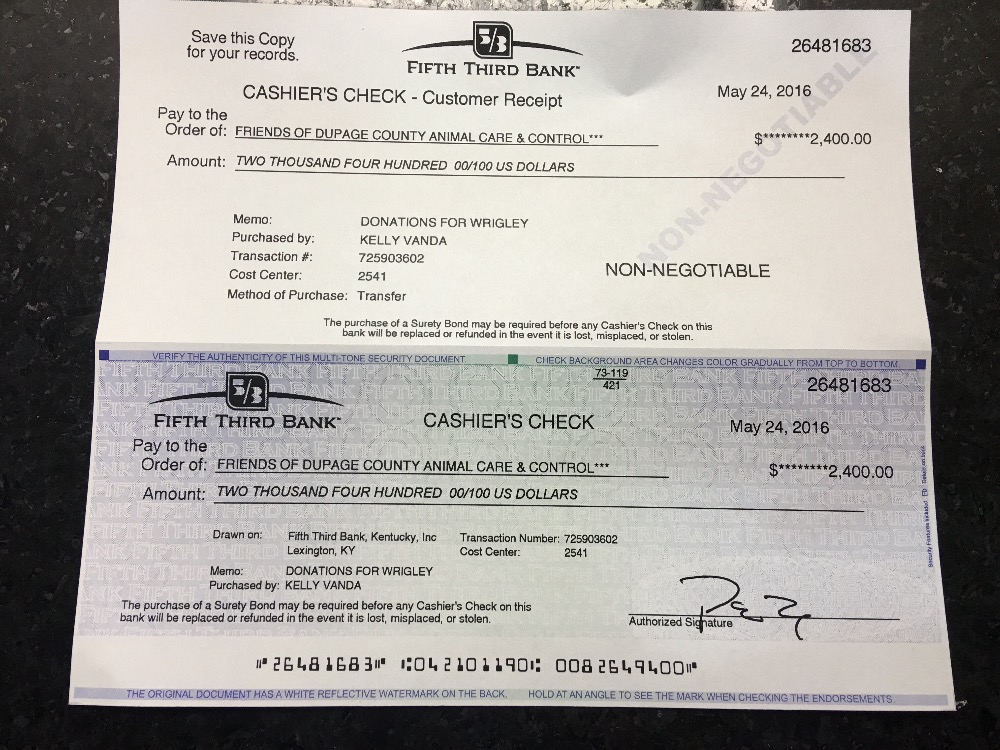 Save this Copy
for your records.
5/3
FIFTH THIRD BANK
26481683
CASHIER'S CHECK - Customer Receipt
May 24, 2016
Pay to the
Order of: FRIENDS OF DUPAGE COUNTY ANIMAL CARE & CONTROL***
$********2,400.00
Amount: TWO THOUSAND FOUR HUNDRED 00/100 US DOLLARS
NON-NEGOTIABLE
Memo: DONATIONS FOR WRIGLEY
Purchased by: KELLY VANDA
Transaction #: 725903602
Cost Center: 2541
NON-NEGOTIABLE
Method of Purchase: Transfer
The purchase of a Surety Bond may be required before any Cashier's Check on this
bank will be replaced or refunded in the event it is lost, misplaced, or stolen.
VERIFY THE AUTHENTICITY OF THIS MULTI-TONE SECURITY DOCUMENT. CHECK BACKGROUND AREA CHANGES COLOR GRADUALLY FROM TOP TO BOTTOM.
73-119
421
26481683
5/3
FIFTH THIRD BANK
CASHIER'S CHECK
May 24, 2016
Pay to the
Order of: FRIENDS OF DUPAGE COUNTY ANIMAL CARE & CONTROL***
$********2,400.00
Amount: TWO THOUSAND FOUR HUNDRED 00/100 US DOLLARS
Drawn on: Fifth Third Bank, Kentucky, Inc Transaction Number: 725903602
Lexington, KY Cost Center: 2541
Memo: DONATIONS FOR WRIGLEY
Purchased by: KELLY VANDA
The purchase of a Surety Bond may be required before any Cashier's Check on this
bank will be replaced or refunded in the event it is lost, misplaced, or stolen.
Authorized Signature
Security Features Included. Details on back.
⑈26481683⑈ ⑆042101190⑆ 0082649400⑈
THE ORIGINAL DOCUMENT HAS A WHITE REFLECTIVE WATERMARK ON THE BACK. HOLD AT AN ANGLE TO SEE THE MARK WHEN CHECKING THE ENDORSEMENTS.